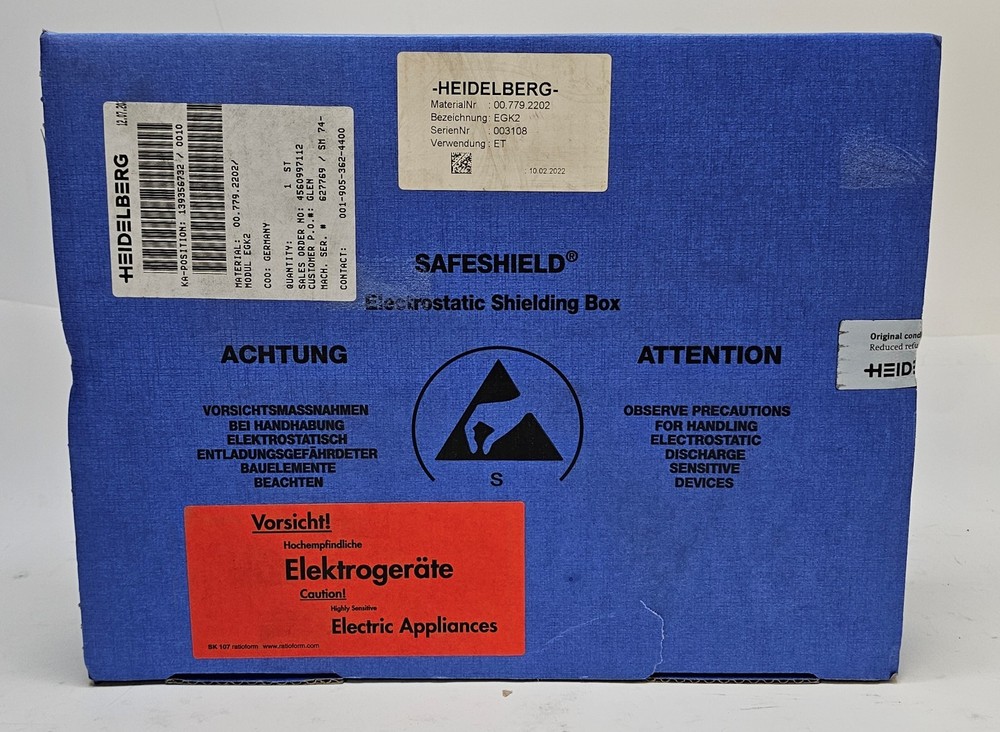 -HEIDELBERG-
MaterialNr : 00.779.2202
Bezeichnung : EGK2
SerienNr : 003108
Verwendung : ET
: 10.02.2022
HEIDELBERG
12.07.20
KA-POSITION: 139356732 / 0010
MATERIAL: 00.779.2202/
MODUL EGK2
COO: GERMANY
QUANTITY: 1 ST
SALES ORDER NO: 4560997112
CUSTOMER P.O.#: GLEN
MACH. SER. # 627769 / SM 74-
CONTACT: 001-905-362-4400
SAFESHIELD®
Electrostatic Shielding Box
ACHTUNG
VORSICHTSMASSNAHMEN
BEI HANDHABUNG
ELEKTROSTATISCH
ENTLADUNGSGEFÄHRDETER
BAUELEMENTE
BEACHTEN
S
ATTENTION
OBSERVE PRECAUTIONS
FOR HANDLING
ELECTROSTATIC
DISCHARGE
SENSITIVE
DEVICES
Original cond
Reduced refu
HEIDE
Vorsicht!
Hochempfindliche
Elektrogeräte
Caution!
Highly Sensitive
Electric Appliances
BK 107 ratioform www.ratioform.com